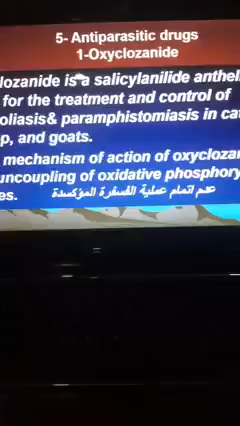 5- Antiparasitic drugs
1-Oxyclozanide
lozanide is a salicylanilide anthel
for the treatment and control of
oliasis& paramphistomiasis in cat
p, and goats.
mechanism of action of oxyclozan
uncoupling of oxidative phosphory
es. عدم اتمام عملية الفسفرة المؤكسدة